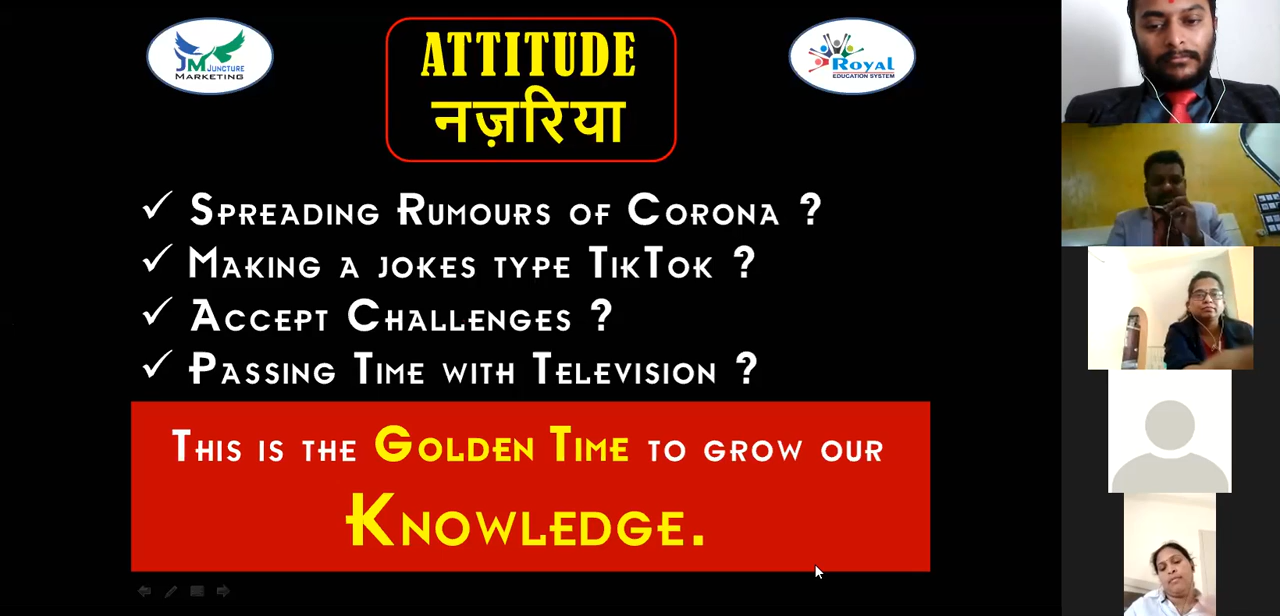 JM JUNCTURE
MARKETING
ATTITUDE
नज़रिया
Royal
EDUCATION SYSTEM
✓ SPREADING RUMOURS OF CORONA ?
✓ MAKING A JOKES TYPE TIKTOK ?
✓ ACCEPT CHALLENGES ?
✓ PASSING TIME WITH TELEVISION ?
THIS IS THE GOLDEN TIME TO GROW OUR
KNOWLEDGE.